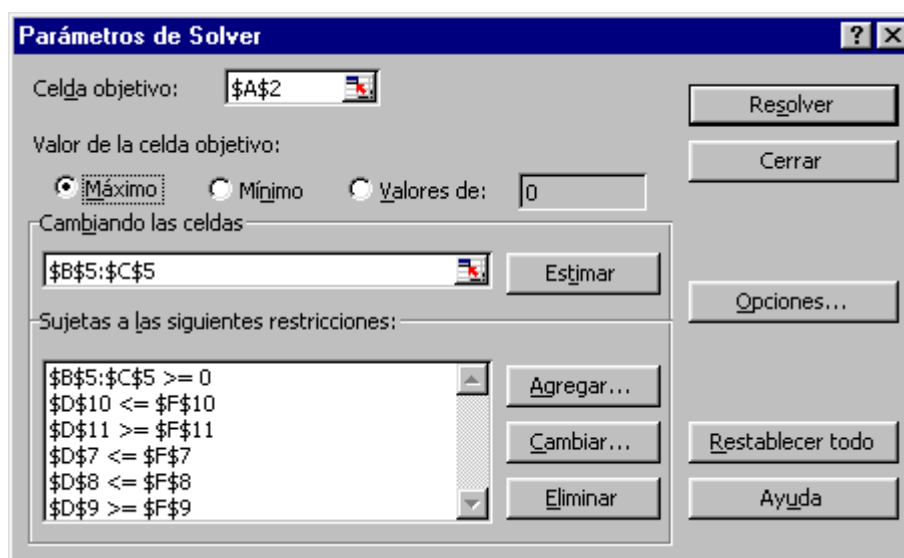 Parámetros de Solver
Celda objetivo: $A$2
Resolver
Valor de la celda objetivo:
Cerrar
Máximo Mínimo Valores de: 0
Cambiando las celdas
$B$5:$C$5 Estimar
Opciones...
Sujetas a las siguientes restricciones:
$B$5:$C$5 >= 0
$D$10 <= $F$10
$D$11 >= $F$11
$D$7 <= $F$7
$D$8 <= $F$8
$D$9 >= $F$9
Agregar...
Cambiar...
Eliminar
Restablecer todo
Ayuda